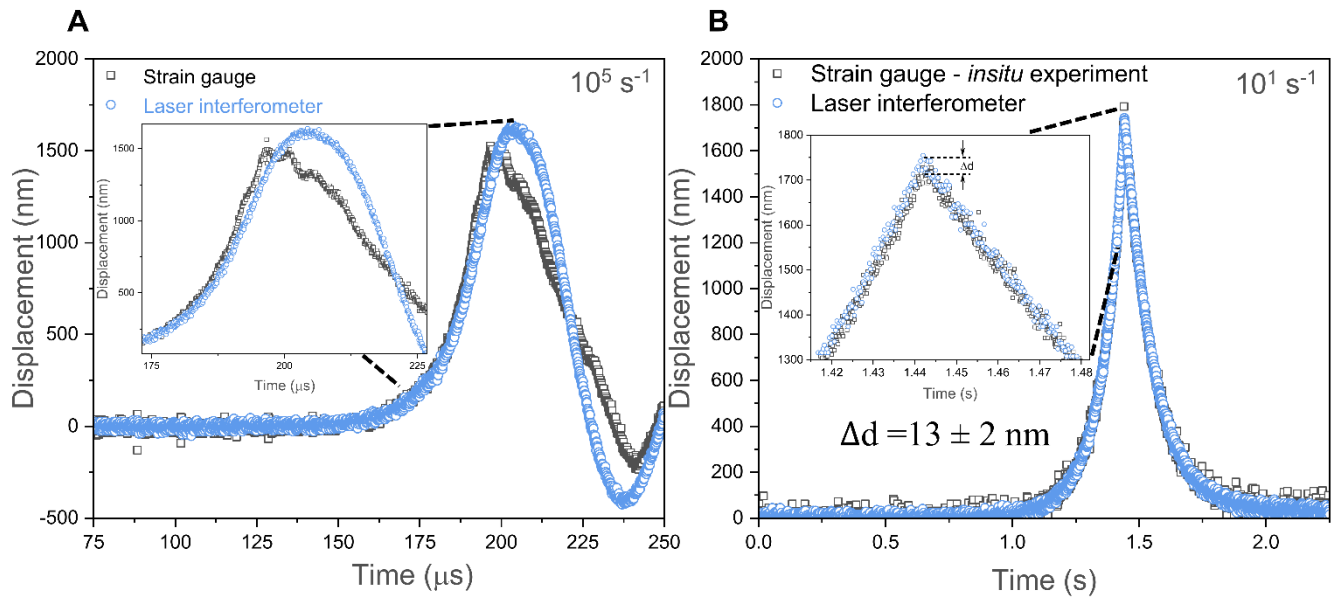 A
Strain gauge
Laser interferometer
10⁵ s⁻¹
Displacement (nm)
2000
1500
1000
500
0
-500
75 100 125 150 175 200 225 250
Time (μs)
Displacement (nm)
1500
1000
500
175 200 225
Time (μs)
B
Strain gauge - insitu experiment
Laser interferometer
10¹ s⁻¹
Displacement (nm)
2000
1800
1600
1400
1200
1000
800
600
400
200
0
0.0 0.5 1.0 1.5 2.0
Time (s)
Displacement (nm)
1800
1700
1600
1500
1400
1300
1.42 1.43 1.44 1.45 1.46 1.47 1.48
Time (s)
Δd
Δd =13 ± 2 nm